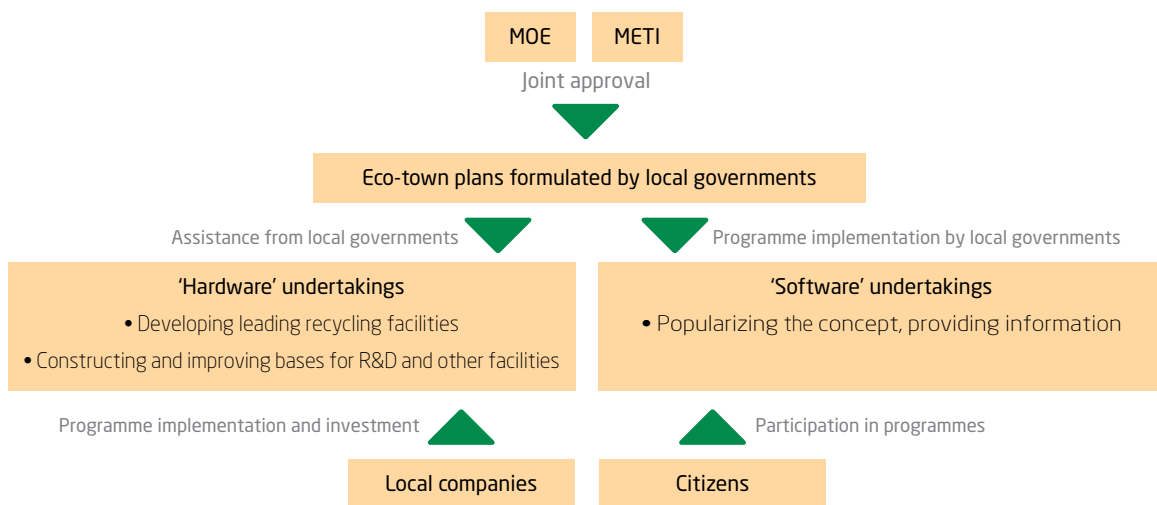 MOE
METI
Joint approval
Eco-town plans formulated by local governments
Assistance from local governments
Programme implementation by local governments
‘Hardware’ undertakings
• Developing leading recycling facilities
• Constructing and improving bases for R&D and other facilities
‘Software’ undertakings
• Popularizing the concept, providing information
Programme implementation and investment
Participation in programmes
Local companies
Citizens